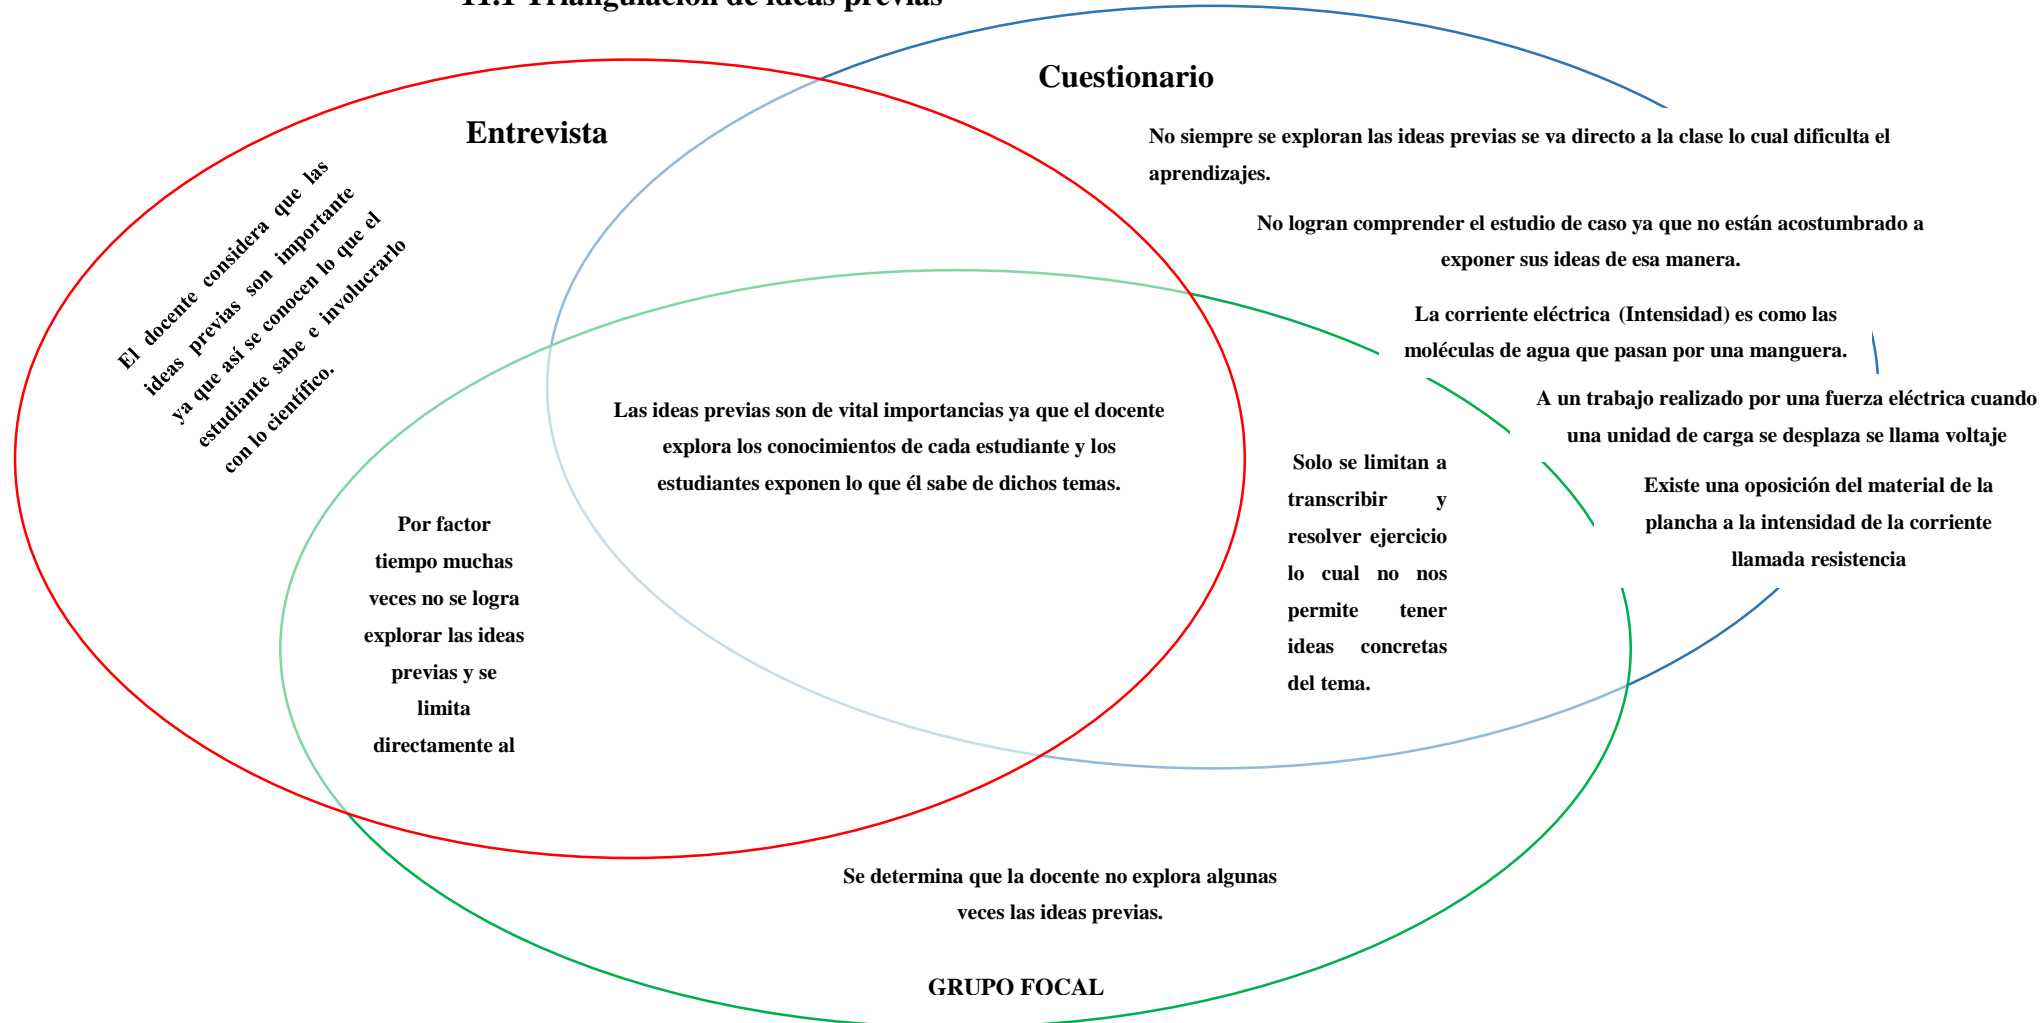 11.1 Triangulación de ideas previas
Cuestionario
Entrevista
No siempre se exploran las ideas previas se va directo a la clase lo cual dificulta el
aprendizajes.
No logran comprender el estudio de caso ya que no están acostumbrado a
exponer sus ideas de esa manera.
La corriente eléctrica (Intensidad) es como las
moléculas de agua que pasan por una manguera.
A un trabajo realizado por una fuerza eléctrica cuando
una unidad de carga se desplaza se llama voltaje
Existe una oposición del material de la
plancha a la intensidad de la corriente
llamada resistencia
El docente considera que las
ideas previas son importante
ya que así se conocen lo que el
estudiante sabe e involucrarlo
con lo científico.
Las ideas previas son de vital importancias ya que el docente
explora los conocimientos de cada estudiante y los
estudiantes exponen lo que él sabe de dichos temas.
Solo se limitan a
transcribir y
resolver ejercicio
lo cual no nos
permite tener
ideas concretas
del tema.
Por factor
tiempo muchas
veces no se logra
explorar las ideas
previas y se
limita
directamente al
Se determina que la docente no explora algunas
veces las ideas previas.
GRUPO FOCAL